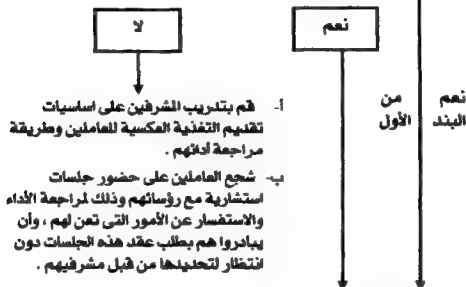 لا
نعم
نعم من
البند الأول
أ- قم بتدريب المشرفين على اساسيات
تقديم التغذية العكسية للعاملين وطريقة
مراجعة أدائهم .
ب- شجع العاملين على حضور جلسات
استشارية مع رؤسائهم وذلك لمراجعة الأداء
والاستفسار عن الأمور التى تعن لهم ، وأن
يبادروا هم بطلب عقد هذه الجلسات دون
انتظار لتحديدها من قبل مشرفيهم .